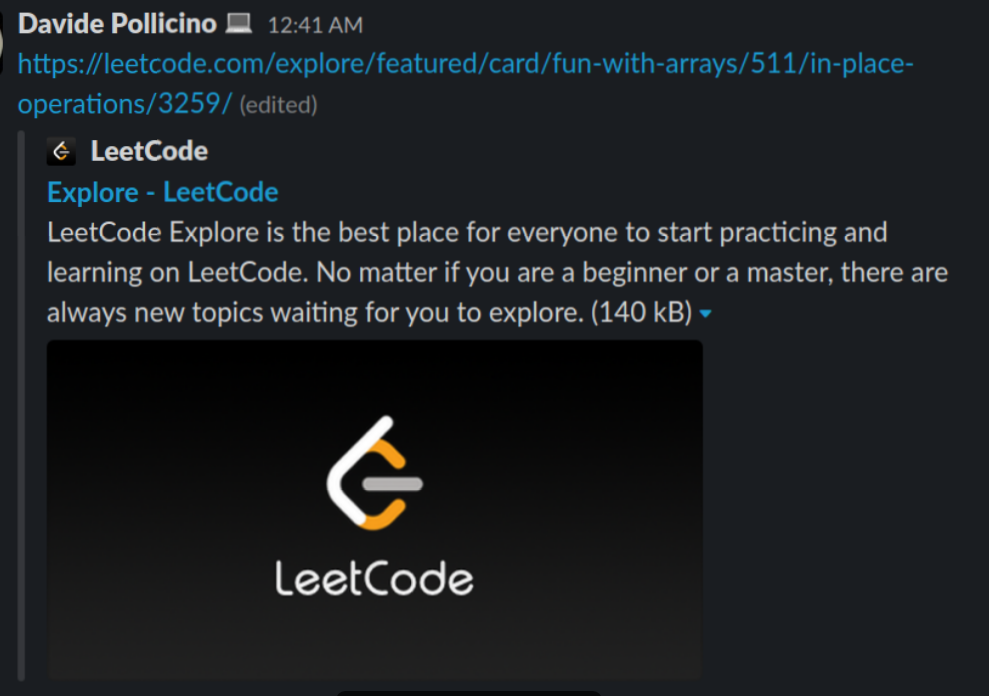 Davide Pollicino 💻 12:41 AM
https://leetcode.com/explore/featured/card/fun-with-arrays/511/in-place-
operations/3259/ (edited)
LeetCode
Explore - LeetCode
LeetCode Explore is the best place for everyone to start practicing and
learning on LeetCode. No matter if you are a beginner or a master, there are
always new topics waiting for you to explore. (140 kB)
LeetCode